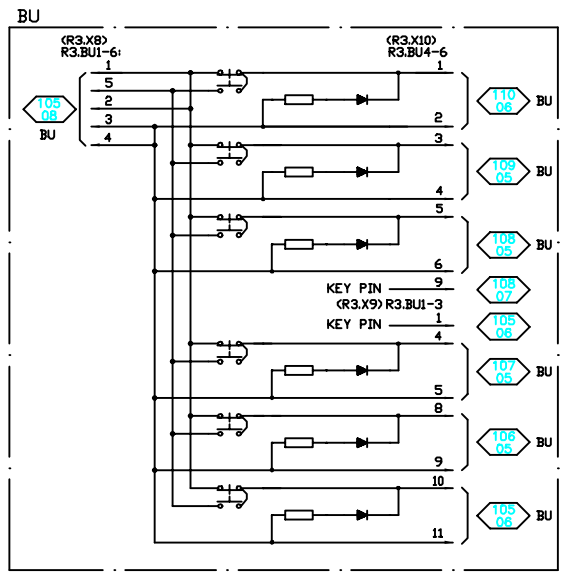 BU
(R3.X8)
R3.BU1-6:
(R3.X10)
R3.BU4-6
1
5
2
3
4
105
08
BU
1
2
110
06
BU
3
4
109
05
BU
5
6
108
05
BU
KEY PIN
9
108
07
(R3.X9) R3.BU1-3
KEY PIN
1
105
06
4
5
107
05
BU
8
9
106
05
BU
10
11
105
06
BU